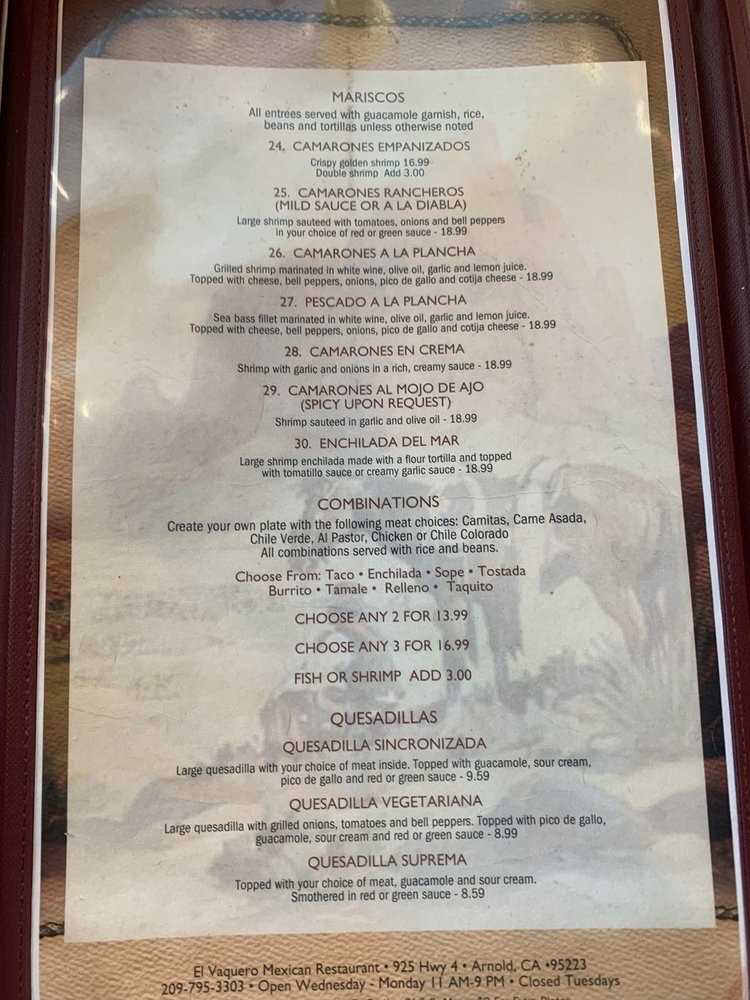 MARISCOS
All entrées served with guacamole garnish, rice,
beans and tortillas unless otherwise noted
24. CAMARONES EMPANIZADOS
Crispy golden shrimp 16.99
Double shrimp Add 3.00
25. CAMARONES RANCHEROS
(MILD SAUCE OR A LA DIABLA)
Large shrimp sauteed with tomatoes, onions and bell peppers
in your choice of red or green sauce - 18.99
26. CAMARONES A LA PLANCHA
Grilled shrimp marinated in white wine, olive oil, garlic and lemon juice.
Topped with cheese, bell peppers, onions, pico de gallo and cotija cheese - 18.99
27. PESCADO A LA PLANCHA
Sea bass fillet marinated in white wine, olive oil, garlic and lemon juice.
Topped with cheese, bell peppers, onions, pico de gallo and cotija cheese - 18.99
28. CAMARONES EN CREMA
Shrimp with garlic and onions in a rich, creamy sauce - 18.99
29. CAMARONES AL MOJO DE AJO
(SPICY UPON REQUEST)
Shrimp sauteed in garlic and olive oil - 18.99
30. ENCHILADA DEL MAR
Large shrimp enchilada made with a flour tortilla and topped
with tomatillo sauce or creamy garlic sauce - 18.99
COMBINATIONS
Create your own plate with the following meat choices: Carnitas, Carne Asada,
Chile Verde, Al Pastor, Chicken or Chile Colorado
All combinations served with rice and beans.
Choose From: Taco • Enchilada • Sope • Tostada
Burrito • Tamale • Relleno • Taquito
CHOOSE ANY 2 FOR 13.99
CHOOSE ANY 3 FOR 16.99
FISH OR SHRIMP ADD 3.00
QUESADILLAS
QUESADILLA SINCRONIZADA
Large quesadilla with your choice of meat inside. Topped with guacamole, sour cream,
pico de gallo and red or green sauce - 9.59
QUESADILLA VEGETARIANA
Large quesadilla with grilled onions, tomatoes and bell peppers. Topped with pico de gallo,
guacamole, sour cream and red or green sauce - 8.99
QUESADILLA SUPREMA
Topped with your choice of meat, guacamole and sour cream.
Smothered in red or green sauce - 8.59
El Vaquero Mexican Restaurant • 925 Hwy 4 • Arnold, CA •95223
209-795-3303 • Open Wednesday - Monday 11 AM-9 PM • Closed Tuesdays